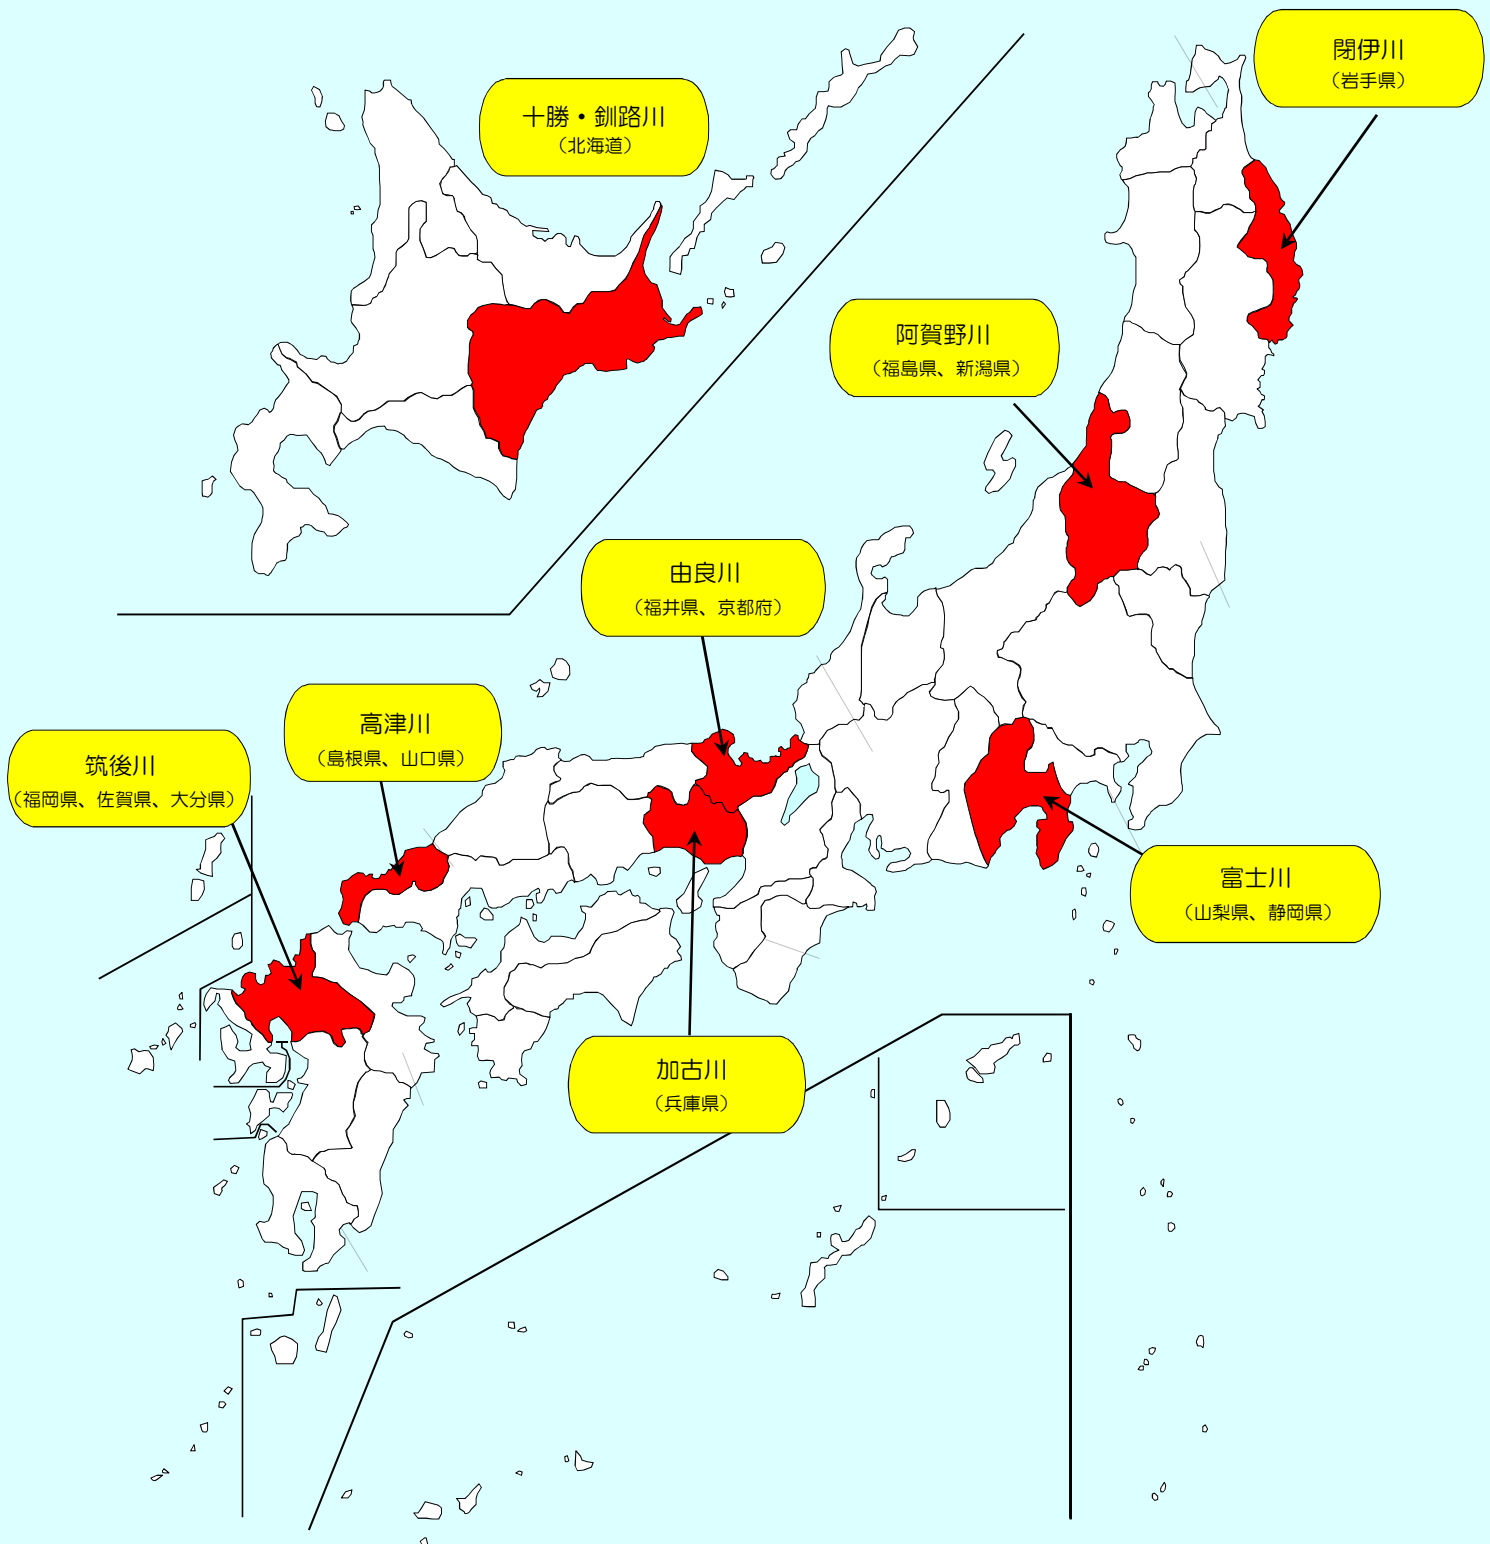 閉伊川
（岩手県）
十勝・釧路川
（北海道）
阿賀野川
（福島県、新潟県）
由良川
（福井県、京都府）
高津川
（島根県、山口県）
筑後川
（福岡県、佐賀県、大分県）
富士川
（山梨県、静岡県）
加古川
（兵庫県）